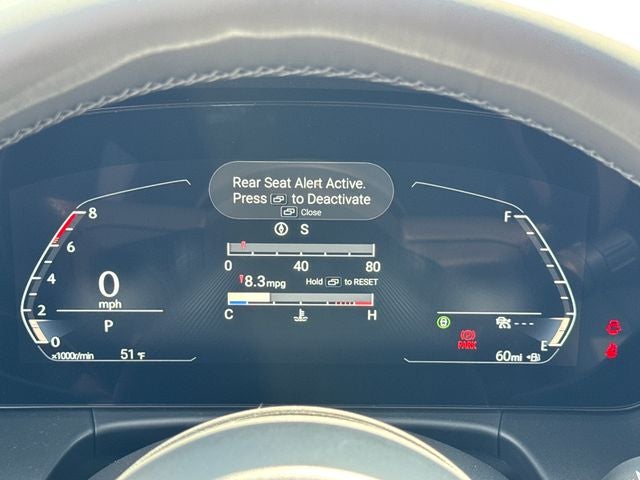 Rear Seat Alert Active.
Press to Deactivate
Close
S
0 40 80
8.3 mpg Hold to RESET
C H
8
6
4
2
0
x1000r/min
0
mph
P
51 °F
F
E
PARK
---
60mi